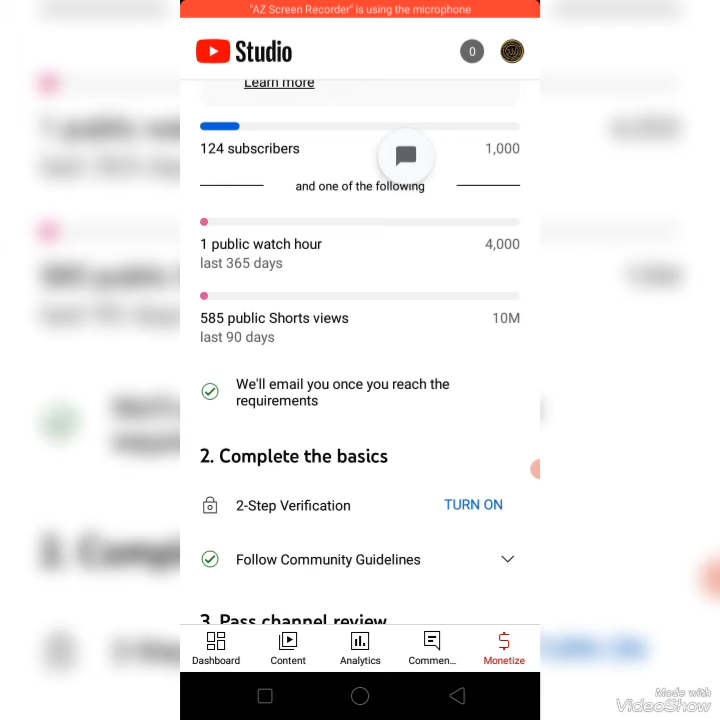 "AZ Screen Recorder" is using the microphone
Studio
0
Learn more
124 subscribers 1,000
and one of the following
1 public watch hour 4,000
last 365 days
585 public Shorts views 10M
last 90 days
We'll email you once you reach the
requirements
2. Complete the basics
2-Step Verification TURN ON
Follow Community Guidelines
3. Pass channel review
Dashboard Content Analytics Commen... Monetize
Made with
VideoShow